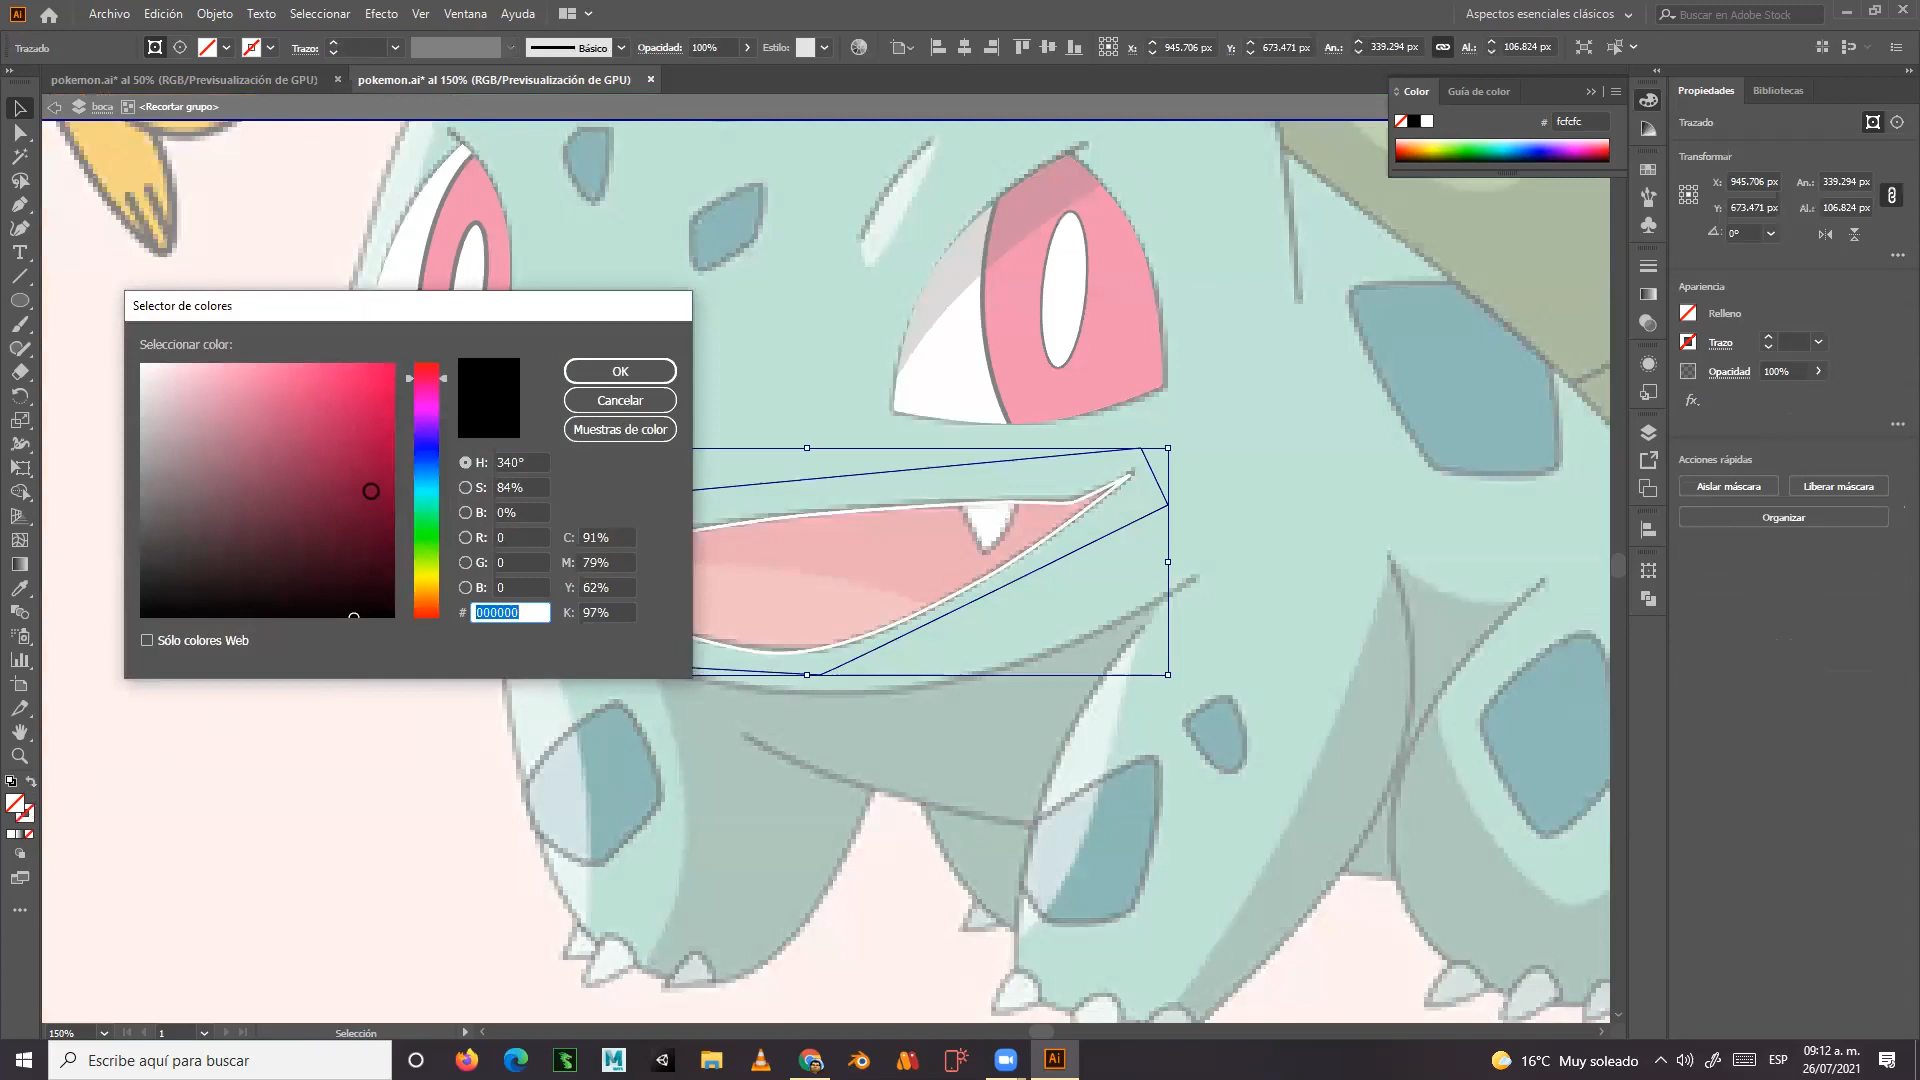 Ai Archivo Edición Objeto Texto Seleccionar Efecto Ver Ventana Ayuda Aspectos esenciales clásicos Buscar en Adobe Stock
Trazado Trazo: Básico Opacidad: 100% Estilo: X: 945.706 px Y: 673.471 px An.: 339.294 px Al.: 106.824 px
pokemon.ai* al 50% (RGB/Previsualización de GPU) × pokemon.ai* al 150% (RGB/Previsualización de GPU) ×
boca <Recortar grupo>
Color Guía de color
# fcfcfc
Propiedades Bibliotecas
Trazado
Transformar
X: 945.706 px An.: 339.294 px
Y: 673.471 px Al.: 106.824 px
0°
Apariencia
Relleno
Trazo
Opacidad 100%
fx.
Acciones rápidas
Aislar máscara Liberar máscara
Organizar
Selector de colores
Seleccionar color:
OK
Cancelar
Muestras de color
H: 340°
S: 84%
B: 0%
R: 0 C: 91%
G: 0 M: 79%
B: 0 Y: 62%
# 000000 K: 97%
Sólo colores Web
150% 1 Selección
Escribe aquí para buscar
Ai
16°C Muy soleado ESP
09:12 a. m.
26/07/2021